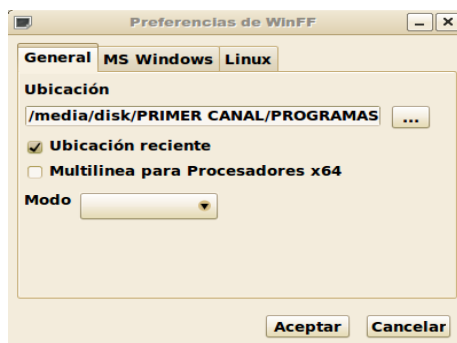 Preferencias de WinFF
General MS Windows Linux
Ubicación
/media/disk/PRIMER CANAL/PROGRAMAS ...
Ubicación reciente
Multilinea para Procesadores x64
Modo
Aceptar Cancelar